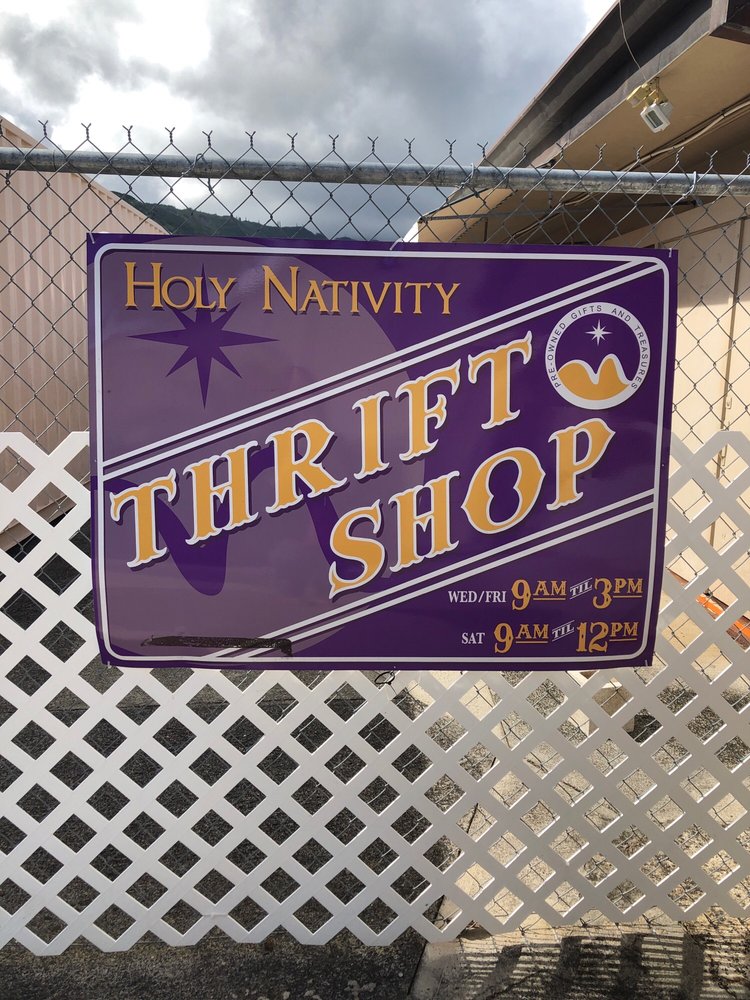 HOLY NATIVITY
PRE-OWNED GIFTS AND TREASURES
THRIFT
SHOP
WED/FRI 9AM TIL 3PM
SAT 9AM TIL 12PM